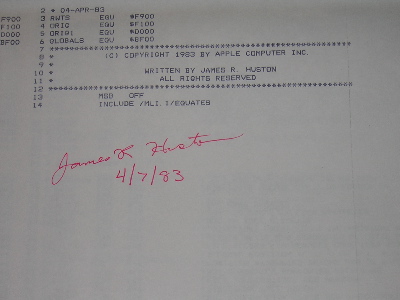 2 * 04-APR-83
F900 3 RWTS EQU $F900
F100 4 ORIG EQU $F100
D000 5 ORIG1 EQU $D000
BF00 6 GLOBALS EQU $BF00
7 ****************************************
8 * (C) COPYRIGHT 1983 BY APPLE COMPUTER INC.
9 *
10 * WRITTEN BY JAMES R. HUSTON
11 * ALL RIGHTS RESERVED
12 ****************************************
13 MSB OFF
14 INCLUDE /MLI.1/EQUATES
James R Huston
4/7/83